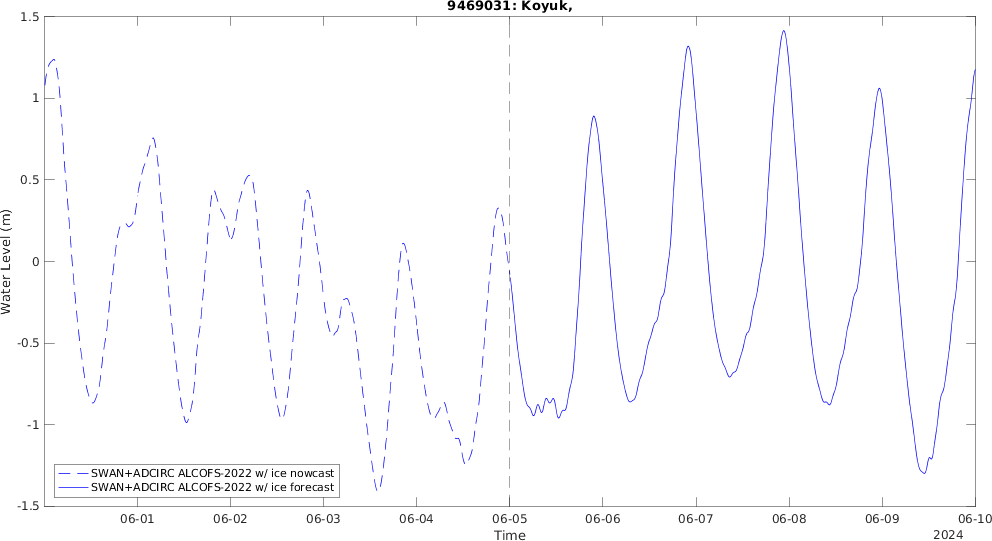 9469031: Koyuk,
Water Level (m)
1.5
1
0.5
0
-0.5
-1
-1.5
SWAN+ADCIRC ALCOFS-2022 w/ ice nowcast
SWAN+ADCIRC ALCOFS-2022 w/ ice forecast
06-01 06-02 06-03 06-04 06-05 06-06 06-07 06-08 06-09 06-10
Time
2024